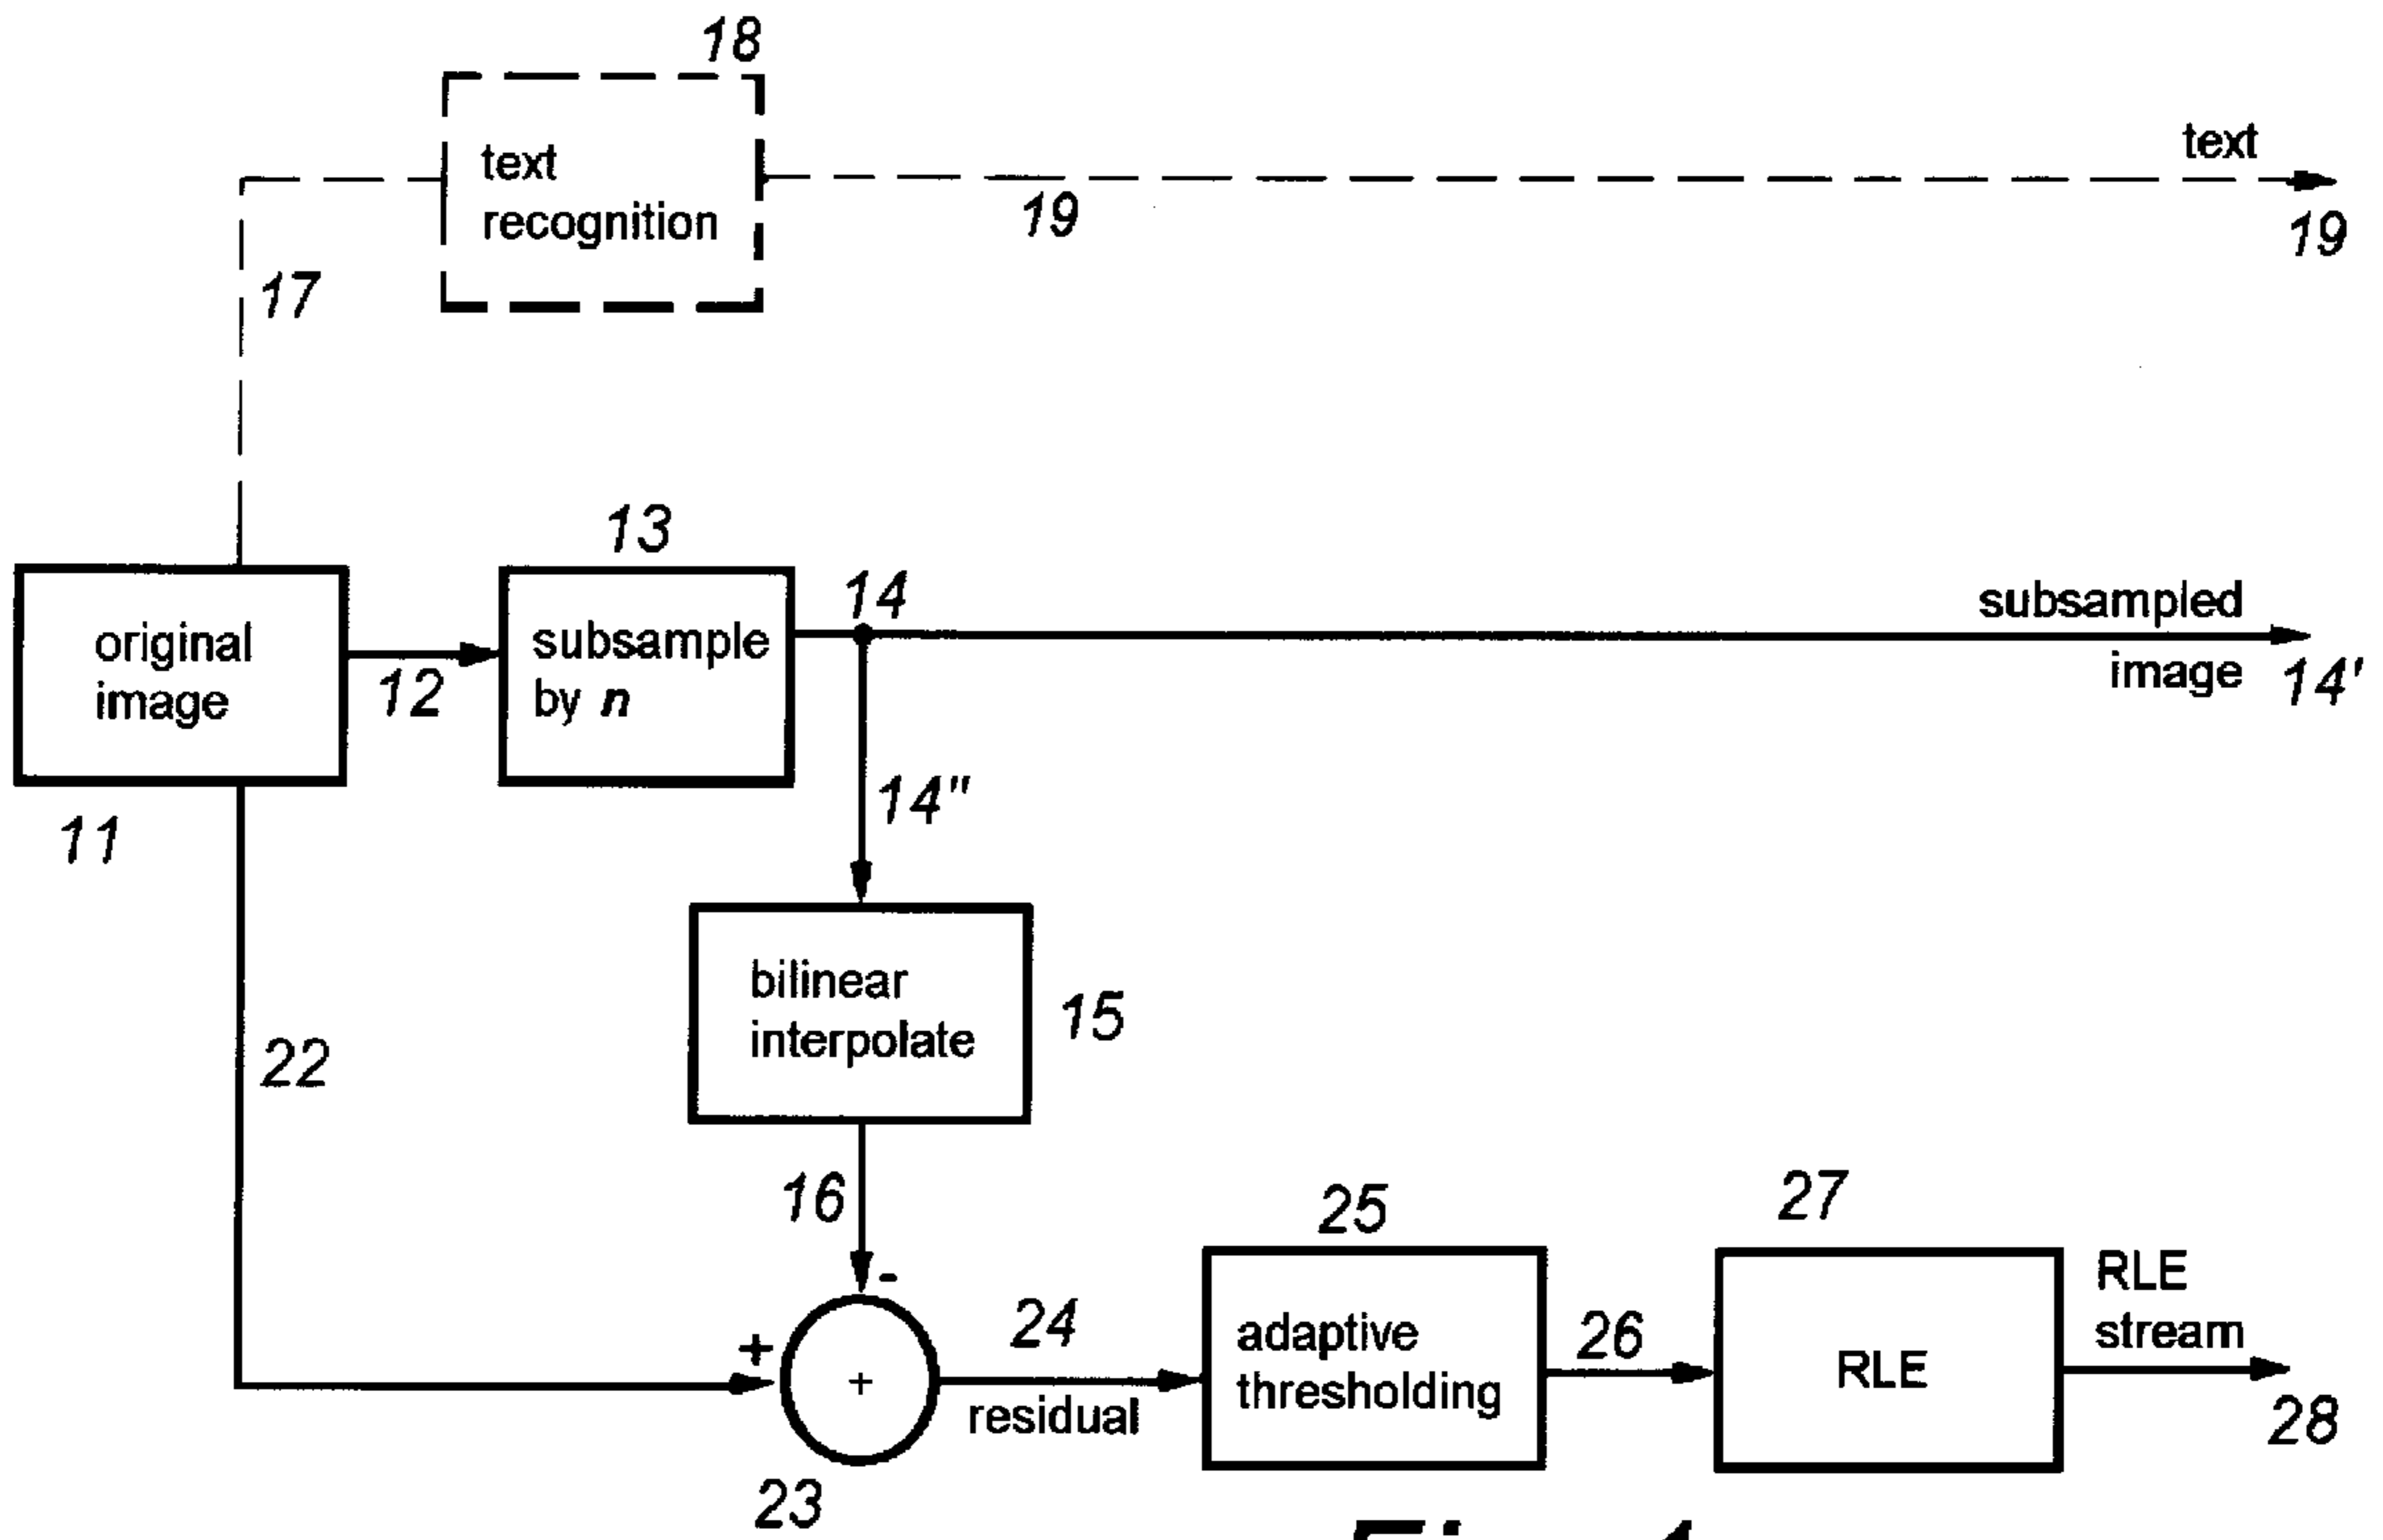 18
text
recognition
text
19
19
17
13
14
original
image
12
subsample
by n
subsampled
image
14'
11
14"
bilinear
interpolate
15
22
16
-
+
+
23
24
residual
25
adaptive
thresholding
26
27
RLE
RLE
stream
28